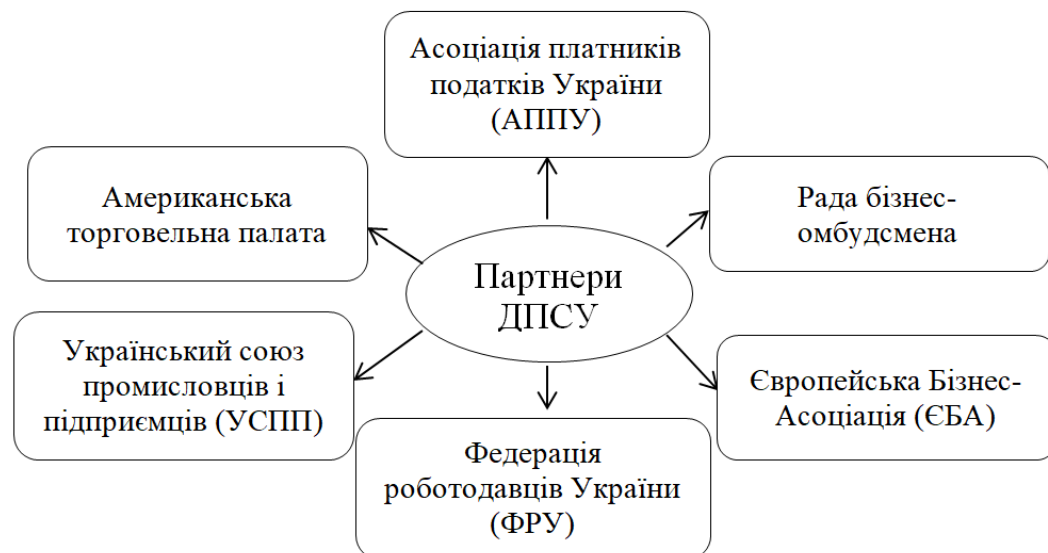 Асоціація платників
податків України
(АППУ)
Американська
торговельна палата
Рада бізнес-
омбудсмена
Партнери
ДПСУ
Український союз
промисловців і
підприємців (УСПП)
Європейська Бізнес-
Асоціація (ЄБА)
Федерація
роботодавців України
(ФРУ)